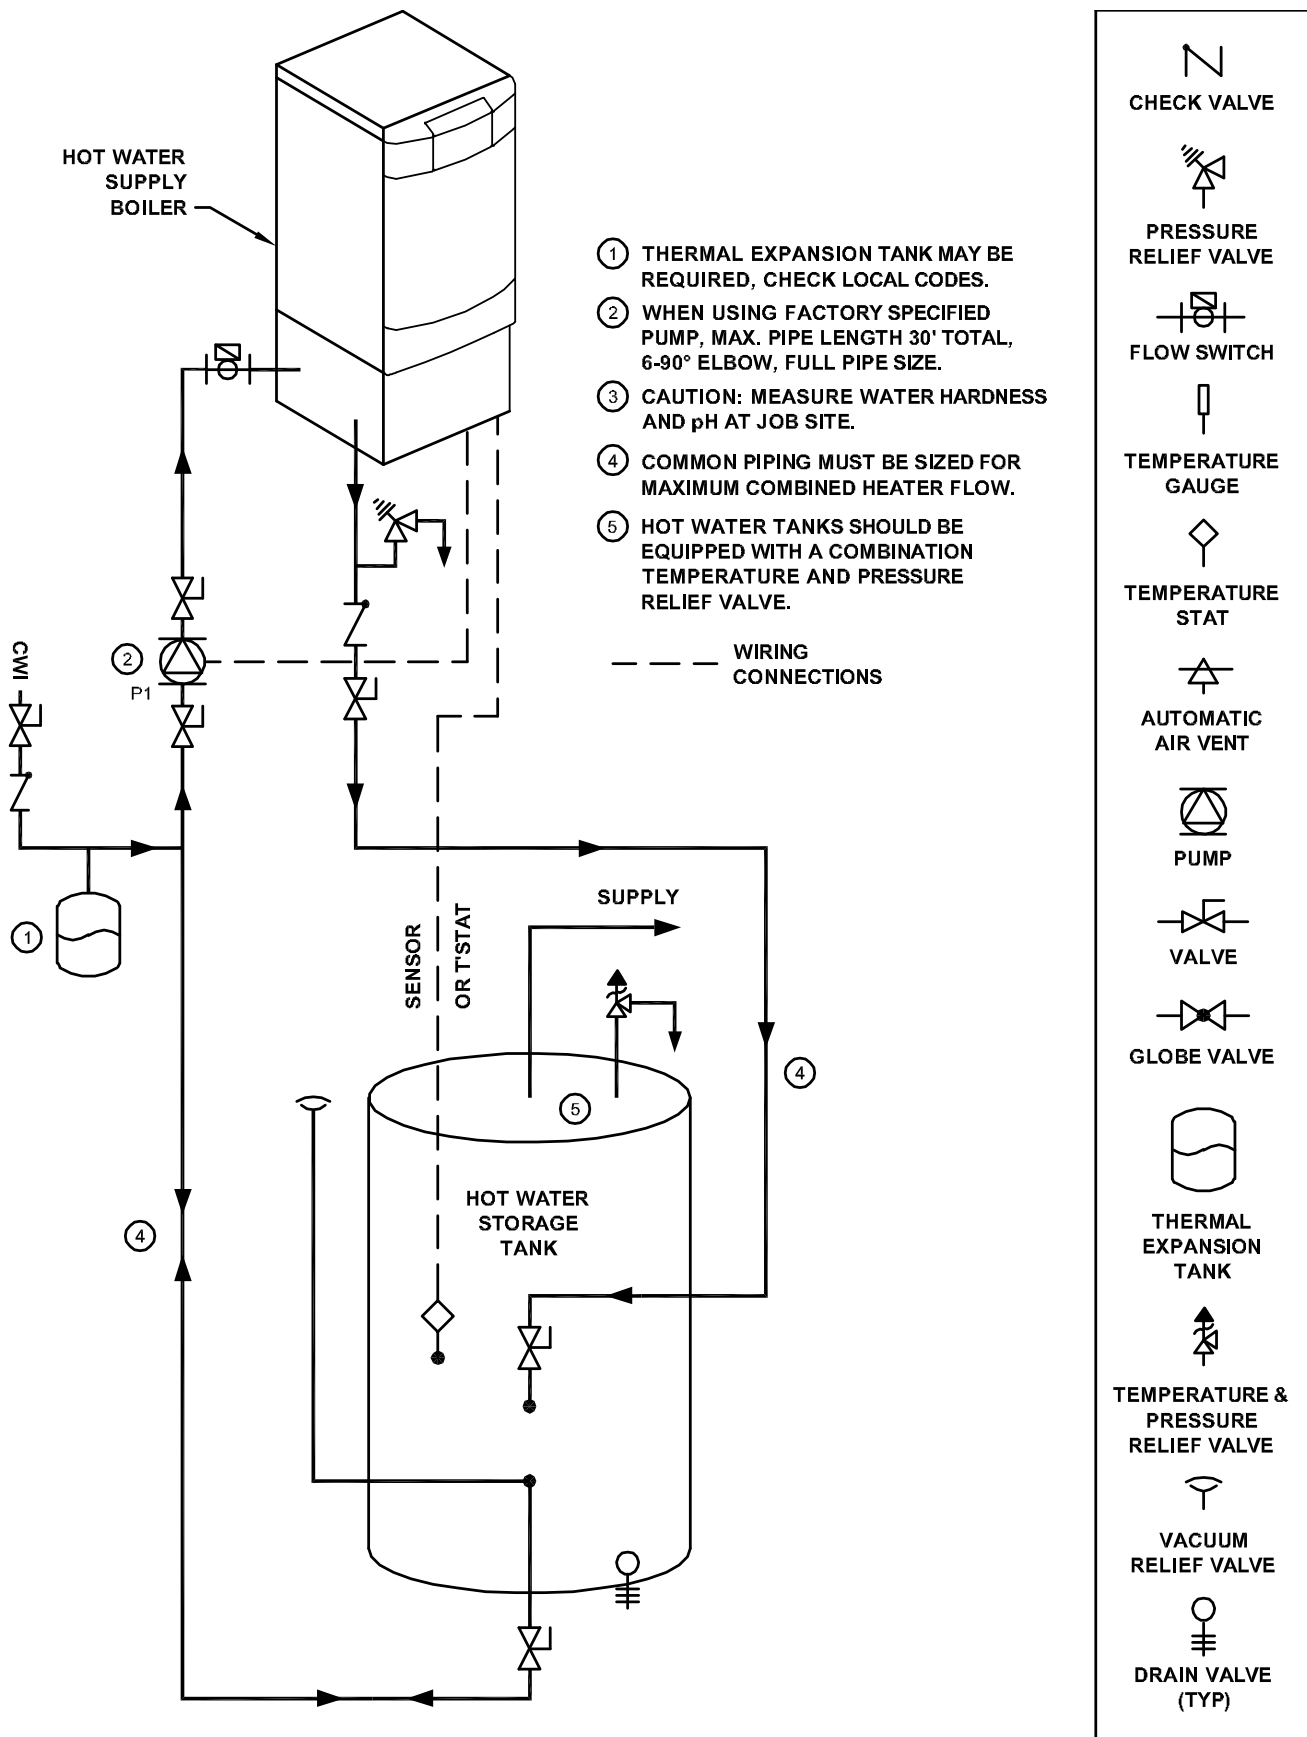 HOT WATER
SUPPLY
BOILER
1 THERMAL EXPANSION TANK MAY BE
REQUIRED, CHECK LOCAL CODES.
2 WHEN USING FACTORY SPECIFIED
PUMP, MAX. PIPE LENGTH 30' TOTAL,
6-90° ELBOW, FULL PIPE SIZE.
3 CAUTION: MEASURE WATER HARDNESS
AND pH AT JOB SITE.
4 COMMON PIPING MUST BE SIZED FOR
MAXIMUM COMBINED HEATER FLOW.
5 HOT WATER TANKS SHOULD BE
EQUIPPED WITH A COMBINATION
TEMPERATURE AND PRESSURE
RELIEF VALVE.
WIRING
CONNECTIONS
CWI
2
P1
1
SUPPLY
SENSOR
OR T'STAT
4
5
HOT WATER
STORAGE
TANK
4
CHECK VALVE
PRESSURE
RELIEF VALVE
FLOW SWITCH
TEMPERATURE
GAUGE
TEMPERATURE
STAT
AUTOMATIC
AIR VENT
PUMP
VALVE
GLOBE VALVE
THERMAL
EXPANSION
TANK
TEMPERATURE &
PRESSURE
RELIEF VALVE
VACUUM
RELIEF VALVE
DRAIN VALVE
(TYP)